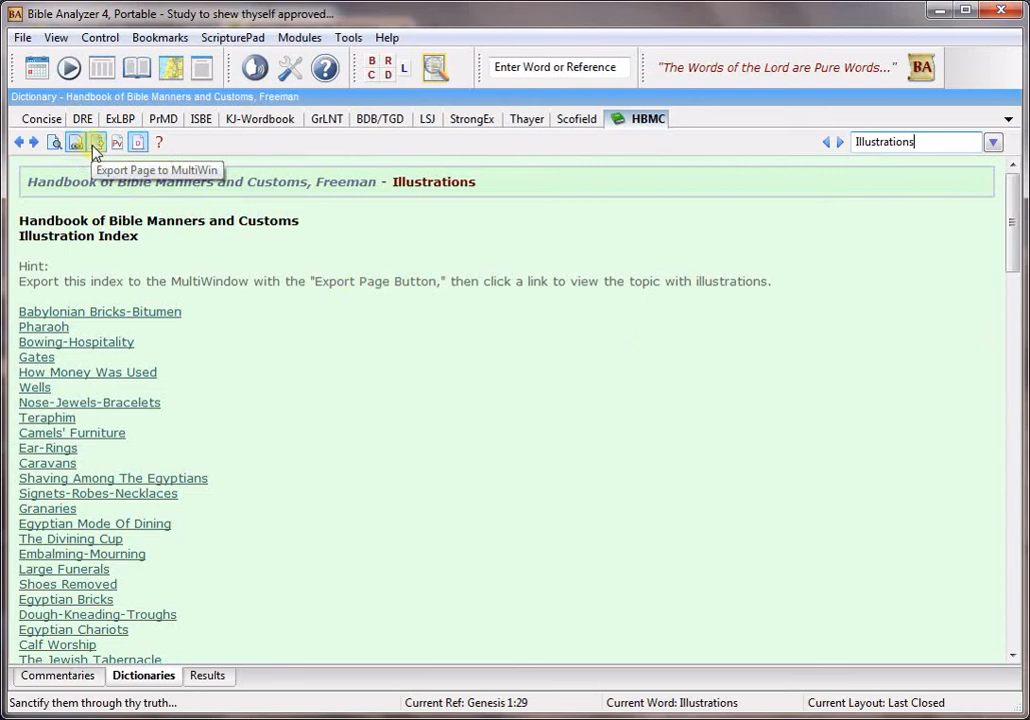 BA Bible Analyzer 4, Portable - Study to shew thyself approved...
File View Control Bookmarks ScripturePad Modules Tools Help
B R L
C D
Enter Word or Reference
"The Words of the Lord are Pure Words..." BA
Dictionary - Handbook of Bible Manners and Customs, Freeman
Concise DRE ExLBP PrMD ISBE KJ-Wordbook GrLNT BDB/TGD LSJ StrongEx Thayer Scofield HBMC
Pv D ? Illustrations
Export Page to MultiWin
Handbook of Bible Manners and Customs, Freeman - Illustrations
Handbook of Bible Manners and Customs
Illustration Index
Hint:
Export this index to the MultiWindow with the "Export Page Button," then click a link to view the topic with illustrations.
Babylonian Bricks-Bitumen
Pharaoh
Bowing-Hospitality
Gates
How Money Was Used
Wells
Nose-Jewels-Bracelets
Teraphim
Camels' Furniture
Ear-Rings
Caravans
Shaving Among The Egyptians
Signets-Robes-Necklaces
Granaries
Egyptian Mode Of Dining
The Divining Cup
Embalming-Mourning
Large Funerals
Shoes Removed
Egyptian Bricks
Dough-Kneading-Troughs
Egyptian Chariots
Calf Worship
The Jewish Tabernacle
Commentaries Dictionaries Results
Sanctify them through thy truth... Current Ref: Genesis 1:29 Current Word: Illustrations Current Layout: Last Closed